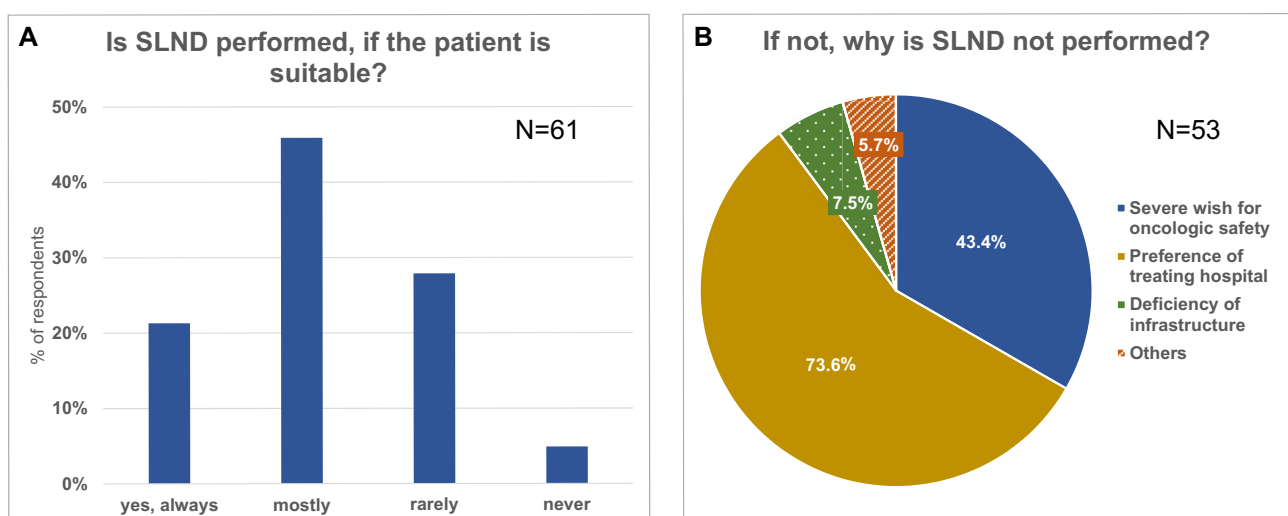 A
Is SLND performed, if the patient is
suitable?
N=61
% of respondents
50%
40%
30%
20%
10%
0%
yes, always
mostly
rarely
never
B
If not, why is SLND not performed?
N=53
5.7%
7.5%
43.4%
73.6%
Severe wish for
oncologic safety
Preference of
treating hospital
Deficiency of
infrastructure
Others